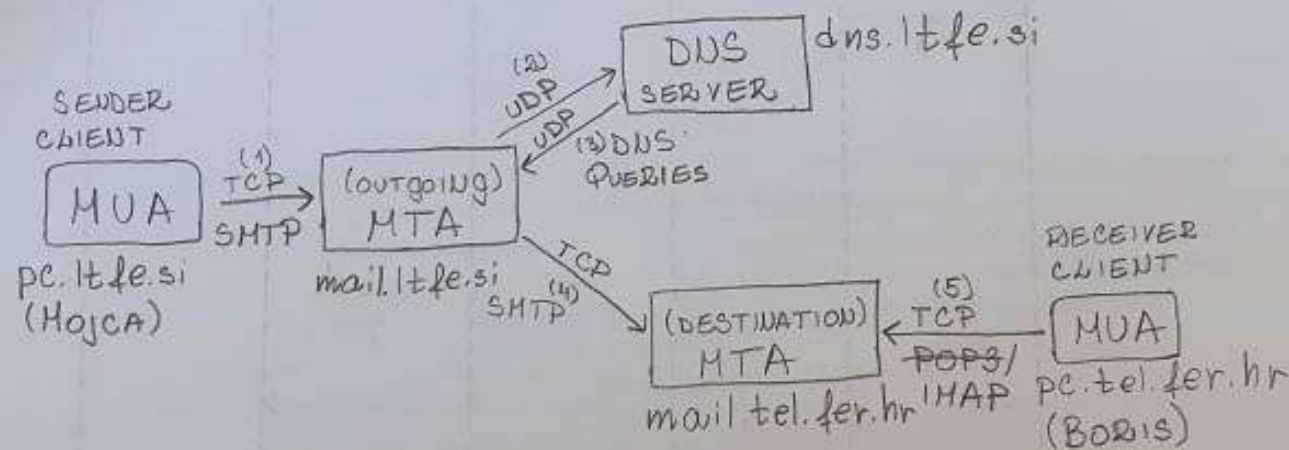 SENDER
CLIENT
MUA
pc.ltfe.si
(MOJCA)
(1)
TCP
SMTP
(OUTGOING)
MTA
mail.ltfe.si
(2)
UDP
UDP
(3) DNS
QUERIES
DNS
SERVER
dns.ltfe.si
TCP
SMTP (4)
(DESTINATION)
MTA
mail.tel.fer.hr
(5)
TCP
POP3/
IMAP
RECEIVER
CLIENT
MUA
pc.tel.fer.hr
(BORIS)